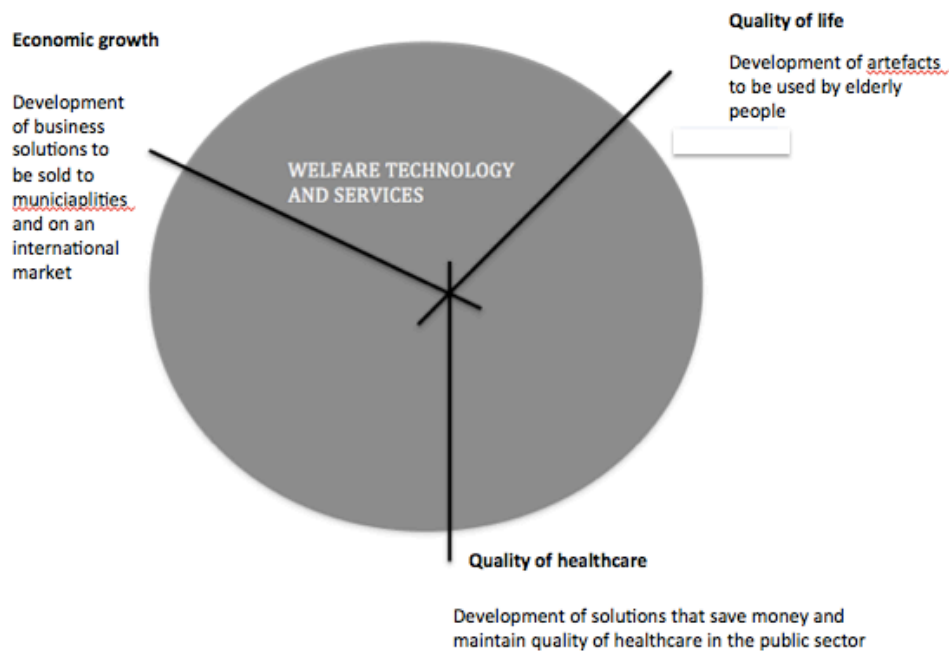 Economic growth
Development
of business
solutions to
be sold to
municiaplities
and on an
international
market
WELFARE TECHNOLOGY
AND SERVICES
Quality of life
Development of artefacts
to be used by elderly
people
Quality of healthcare
Development of solutions that save money and
maintain quality of healthcare in the public sector